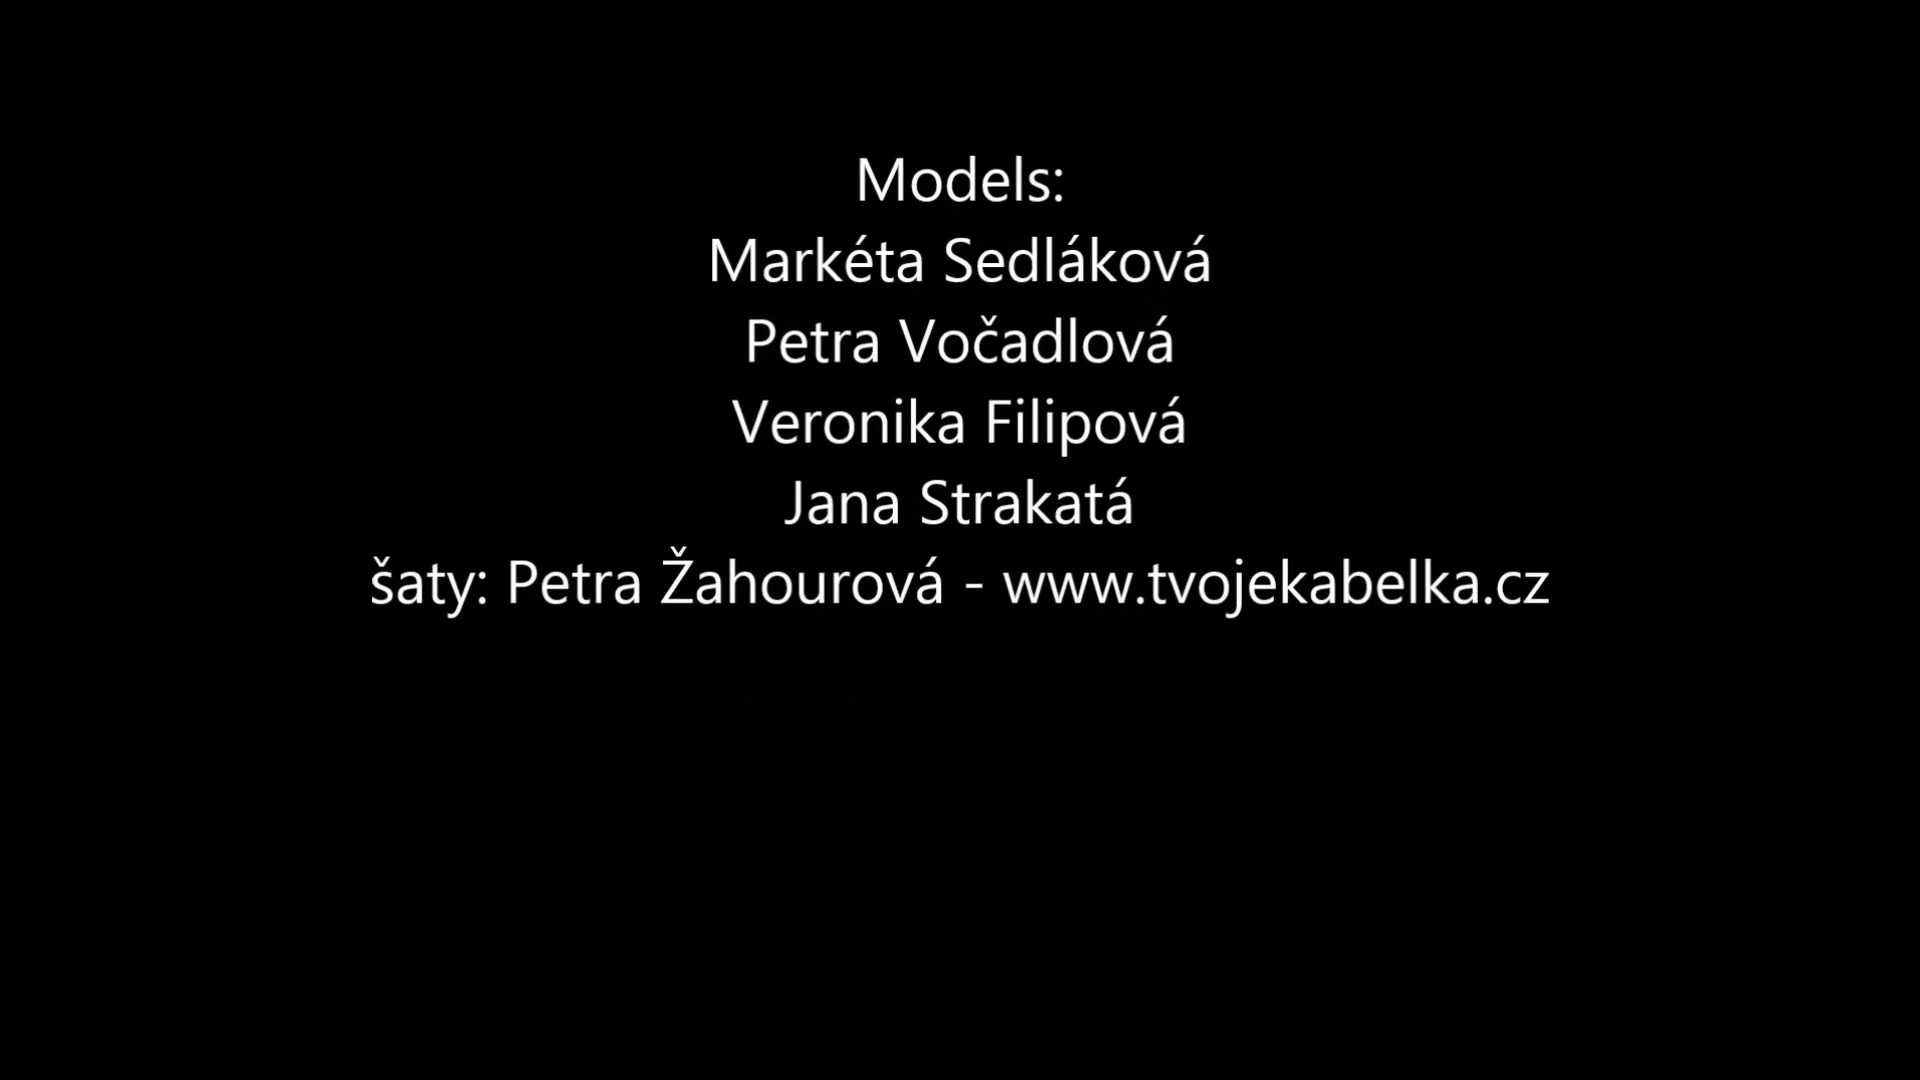 Models:
Markéta Sedláková
Petra Vočadlová
Veronika Filipová
Jana Strakatá
šaty: Petra Žahourová - www.tvojekabelka.cz